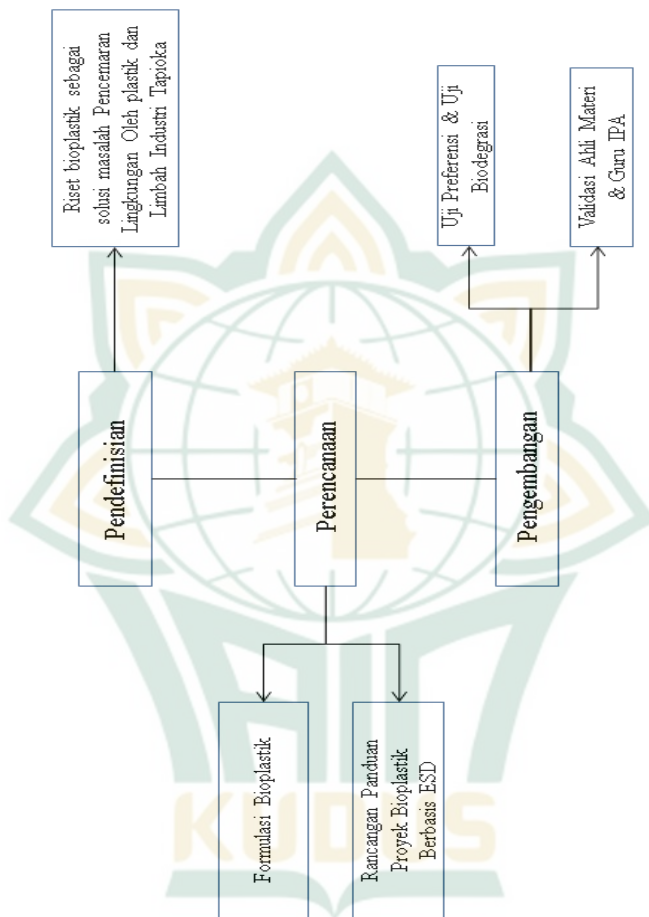 Riset bioplastik sebagai
solusi masalah Pencemaran
Lingkungan Oleh plastik dan
Limbah Industri Tapioka
Pendefinisian
Perencanaan
Formulasi Bioplastik
Rancangan Panduan
Proyek Bioplastik
Berbasis ESD
Pengembangan
Uji Preferensi & Uji
Biodegrasi
Validasi Ahli Materi
& Guru IPA
IAIN
KUDUS